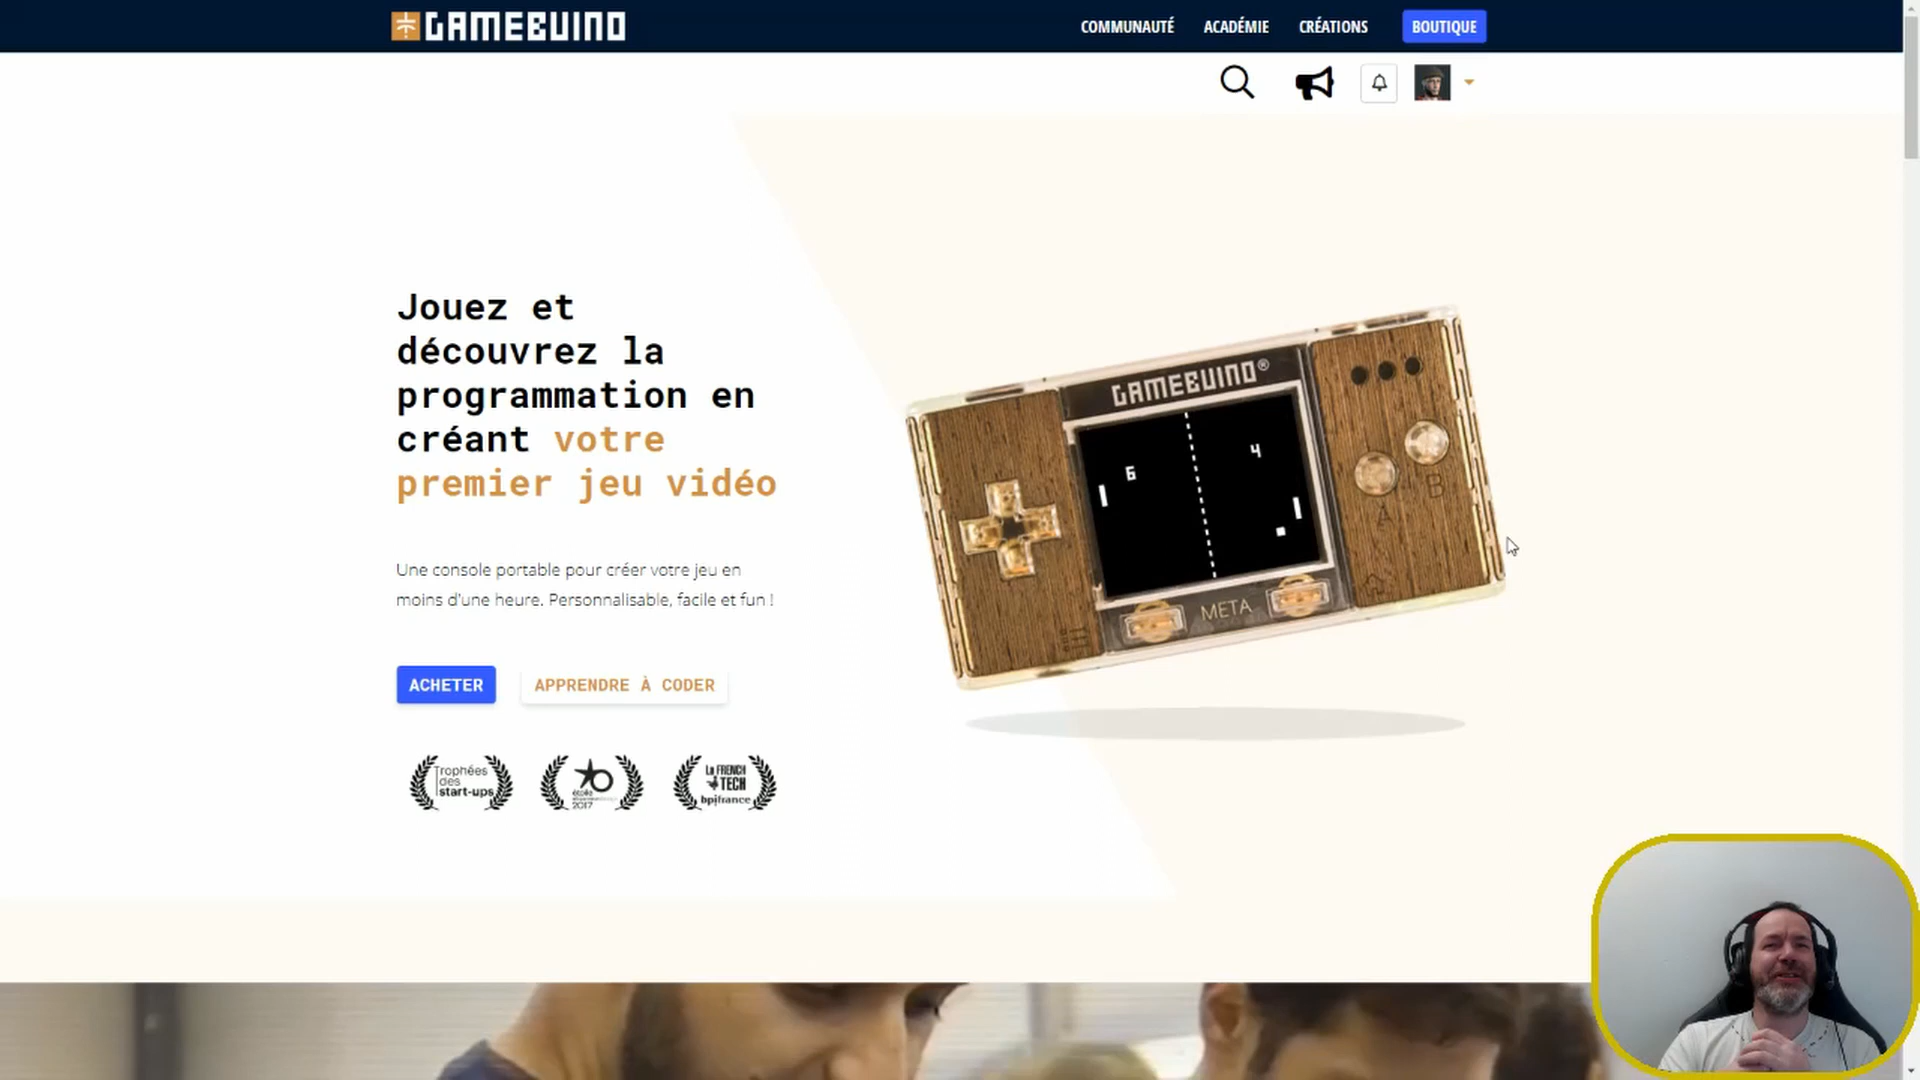 GAMEBUINO
COMMUNAUTÉ
ACADÉMIE
CRÉATIONS
BOUTIQUE
Jouez et
découvrez la
programmation en
créant votre
premier jeu vidéo
Une console portable pour créer votre jeu en
moins d'une heure. Personnalisable, facile et fun !
ACHETER
APPRENDRE À CODER
Trophées
des
start-ups
étoile
2017
La FRENCH
TECH
bpifrance
GAMEBUINO®
6
4
META
A
B